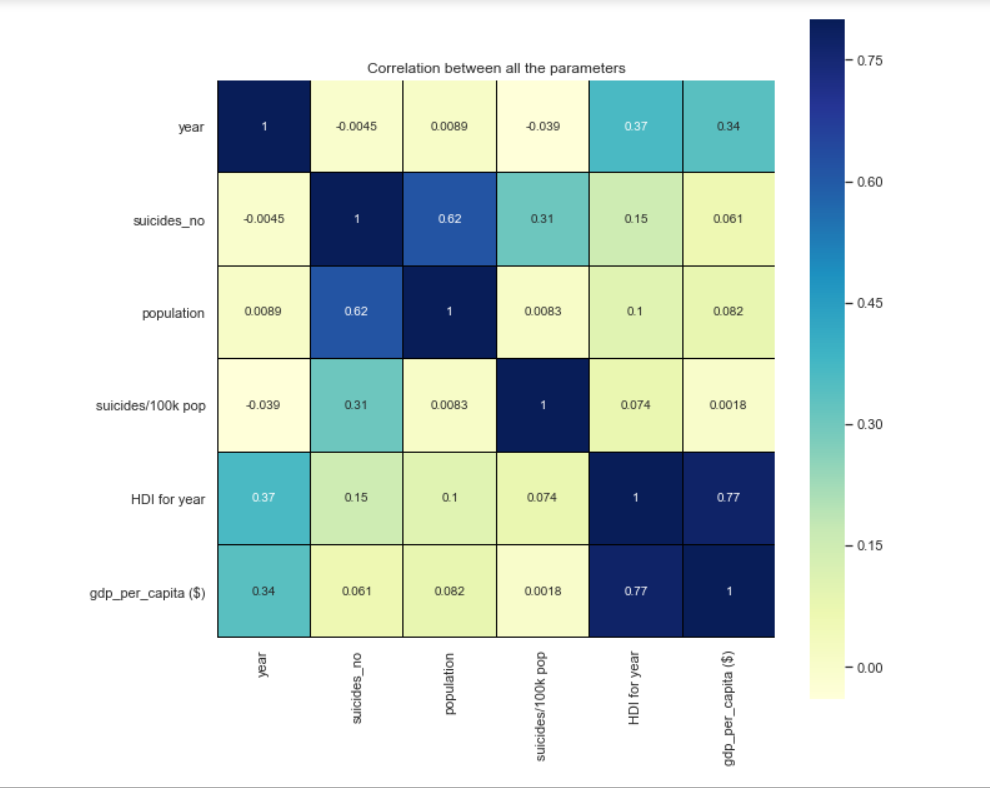 Correlation between all the parameters
year 1 -0.0045 0.0089 -0.039 0.37 0.34
suicides_no -0.0045 1 0.62 0.31 0.15 0.061
population 0.0089 0.62 1 0.0083 0.1 0.082
suicides/100k pop -0.039 0.31 0.0083 1 0.074 0.0018
HDI for year 0.37 0.15 0.1 0.074 1 0.77
gdp_per_capita ($) 0.34 0.061 0.082 0.0018 0.77 1
year
suicides_no
population
suicides/100k pop
HDI for year
gdp_per_capita ($)
0.75
0.60
0.45
0.30
0.15
0.00